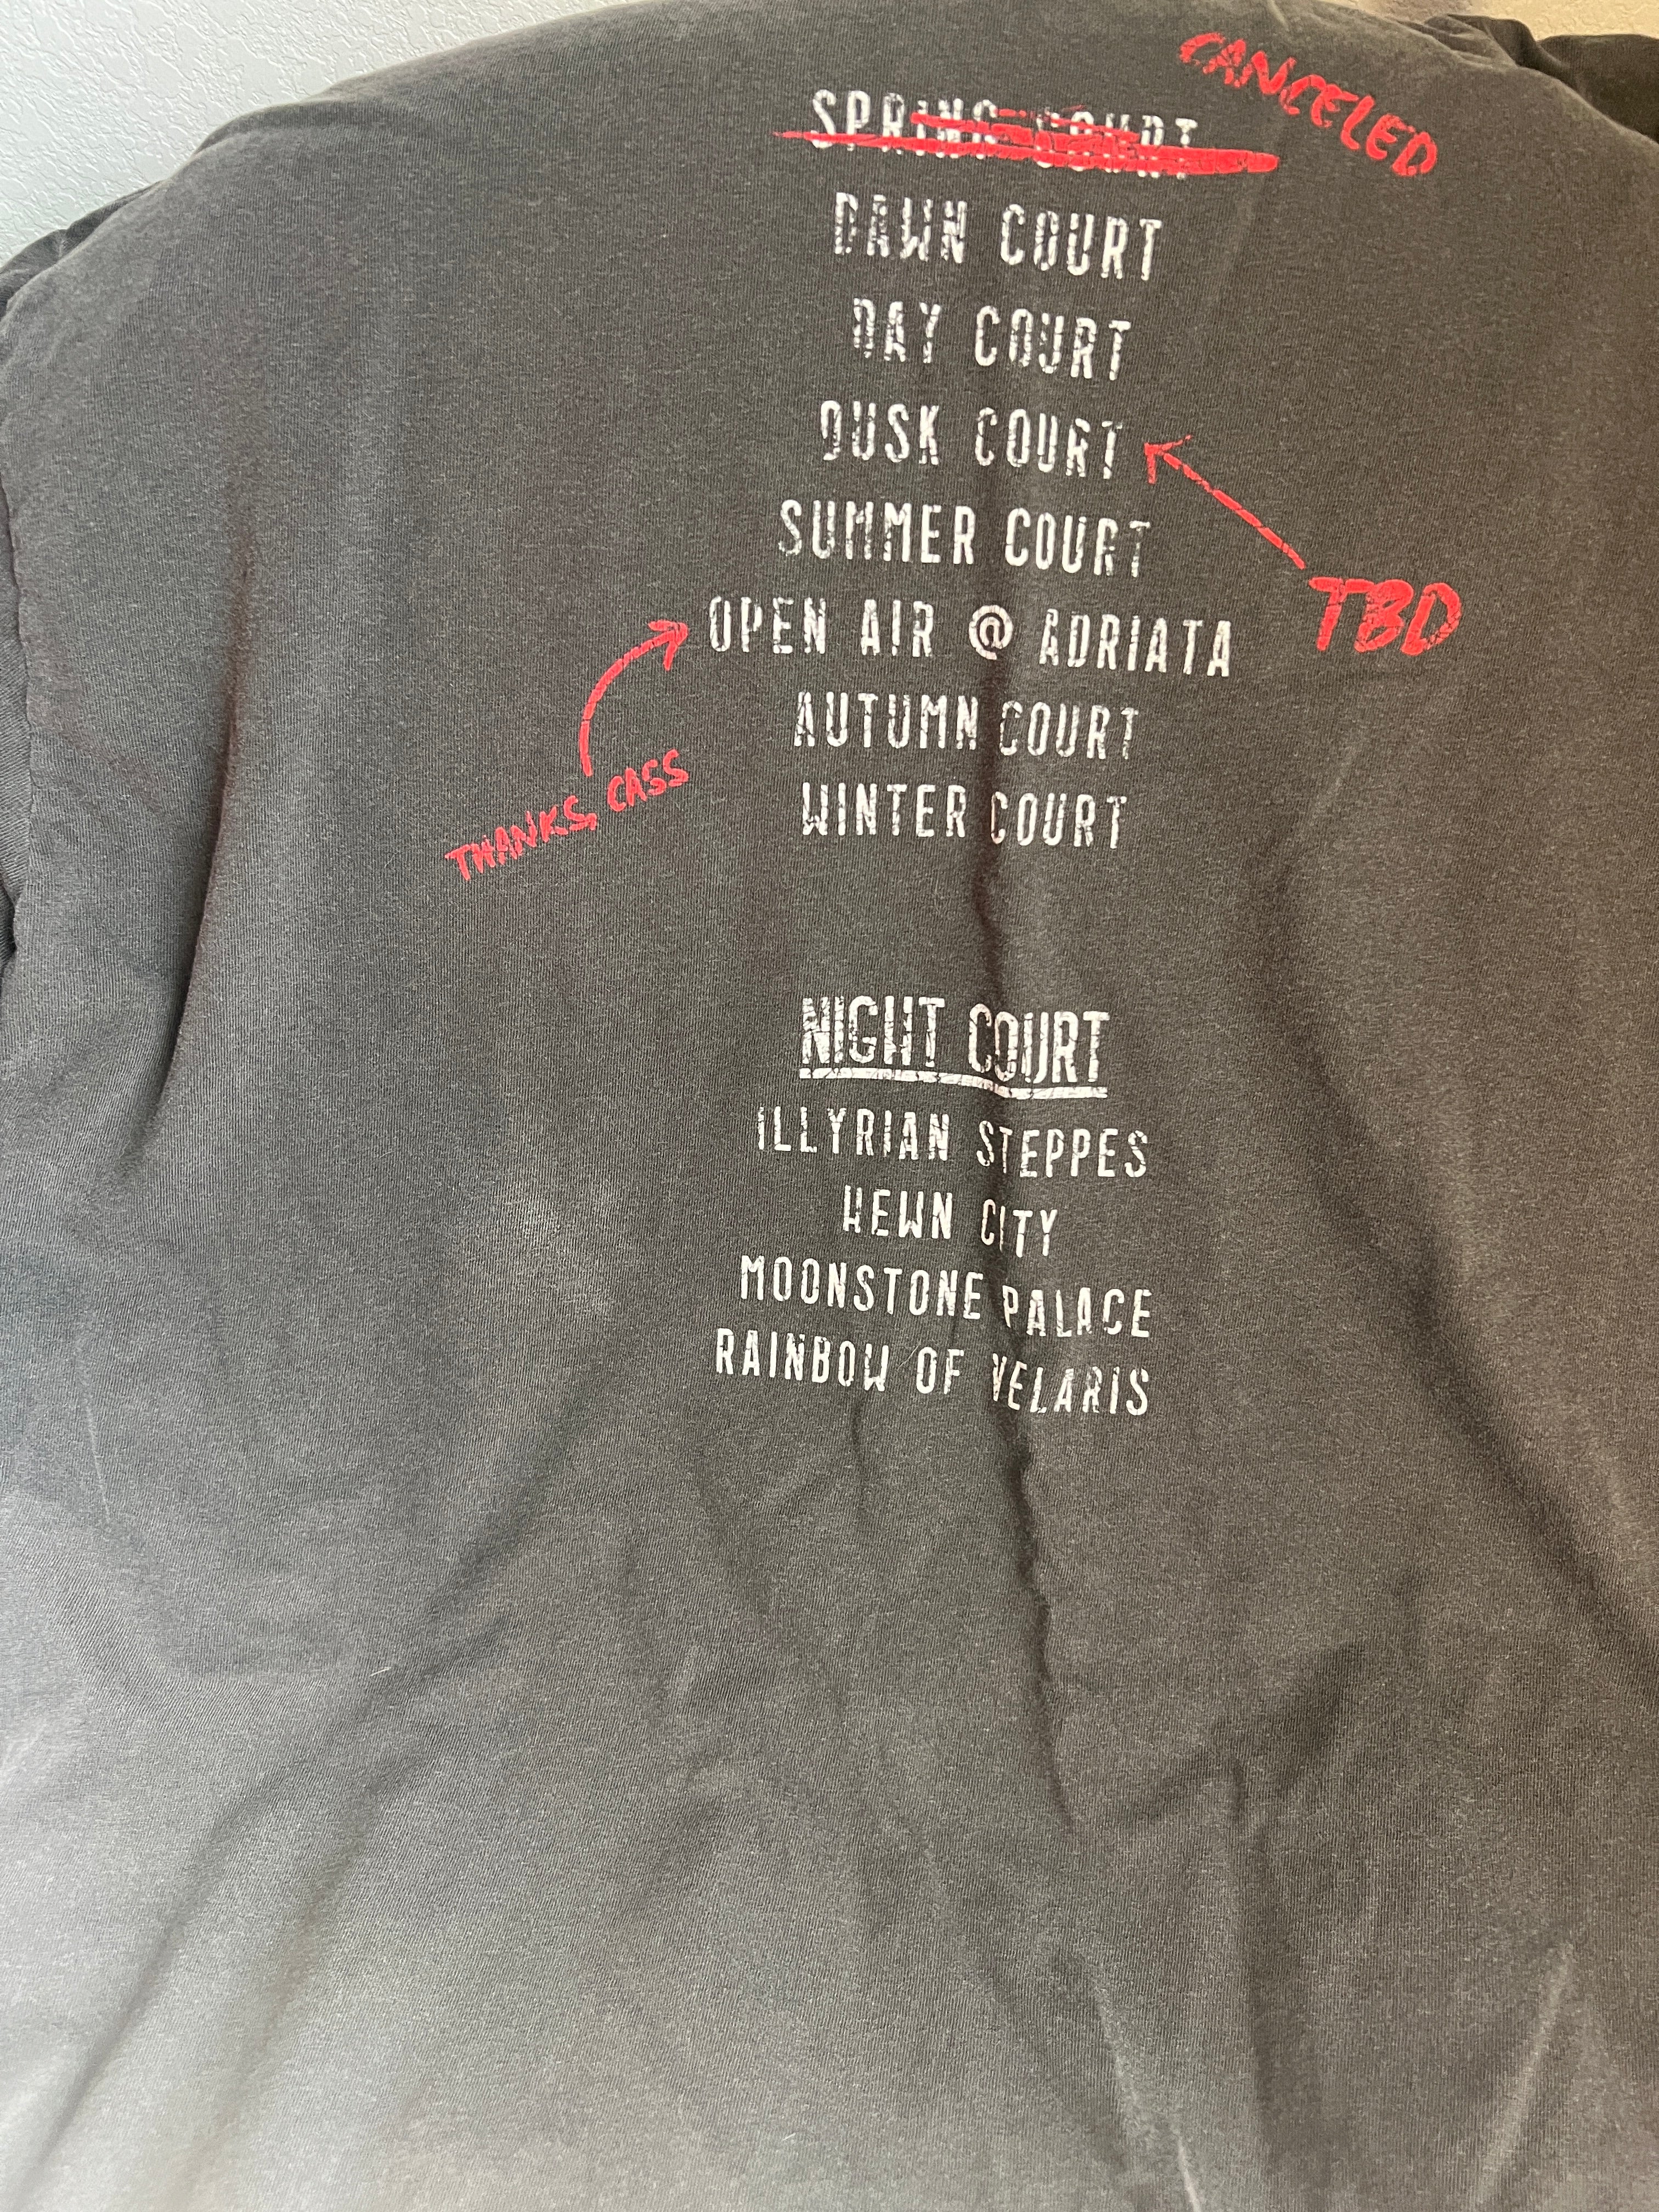 CANCELED
SPRING COURT
DAWN COURT
DAY COURT
DUSK COURT
SUMMER COURT
TBD
OPEN AIR @ ADRIATA
AUTUMN COURT
THANKS, CASS
WINTER COURT
NIGHT COURT
ILLYRIAN STEPPES
HEWN CITY
MOONSTONE PALACE
RAINBOW OF VELARIS